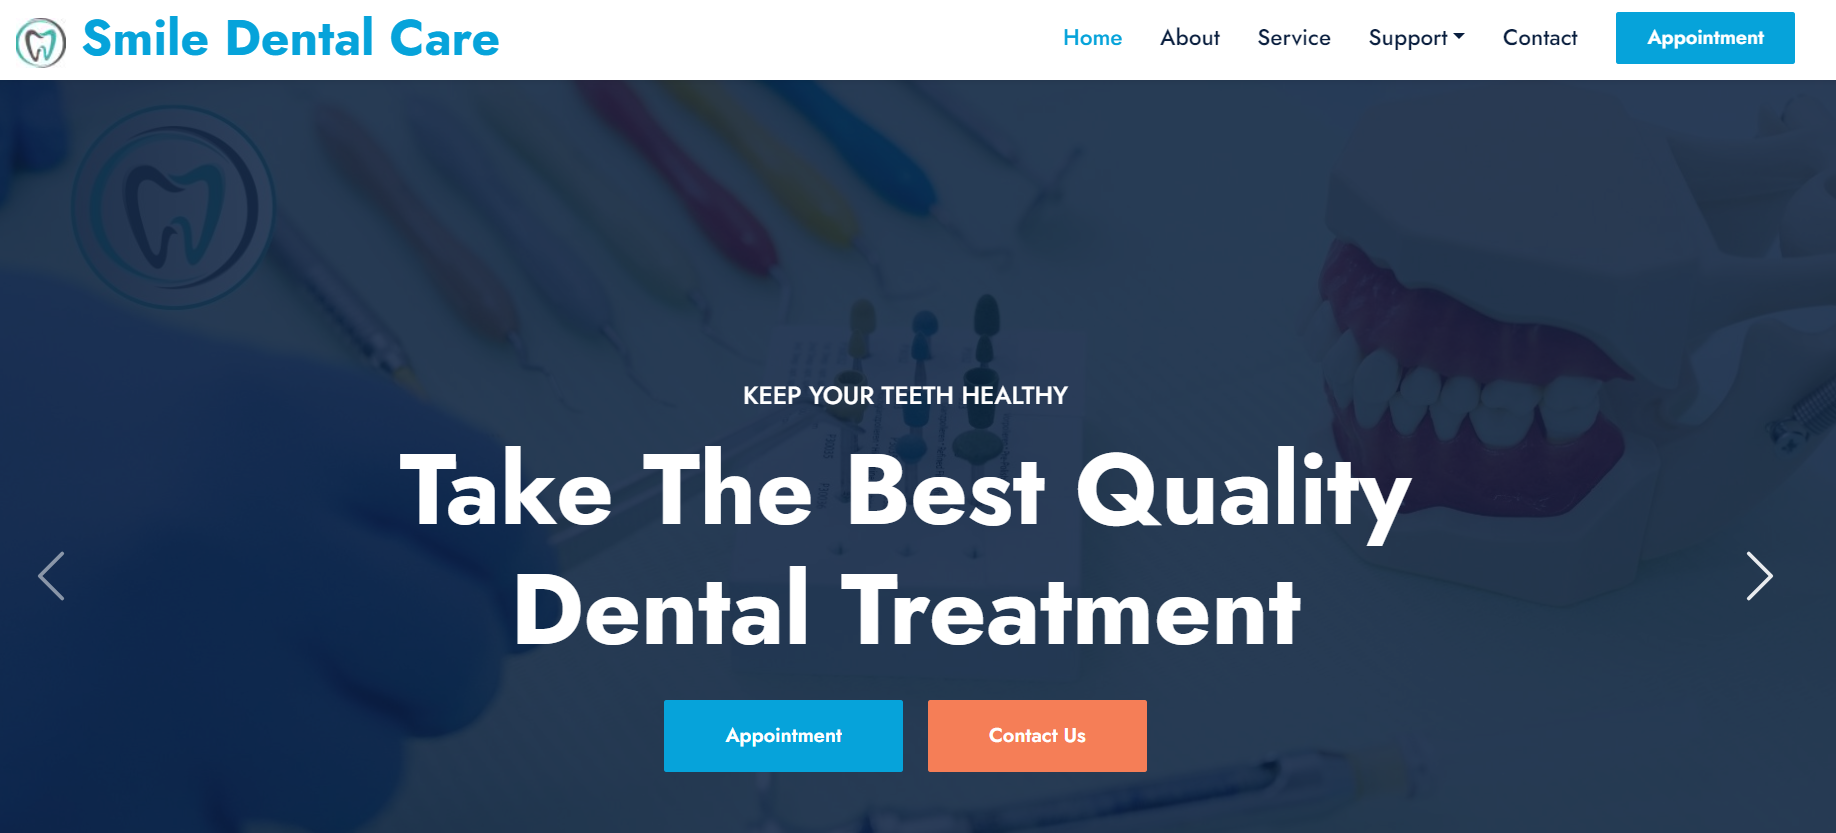 Smile Dental Care
Home About Service Support Contact Appointment
KEEP YOUR TEETH HEALTHY
Take The Best Quality
Dental Treatment
Appointment Contact Us